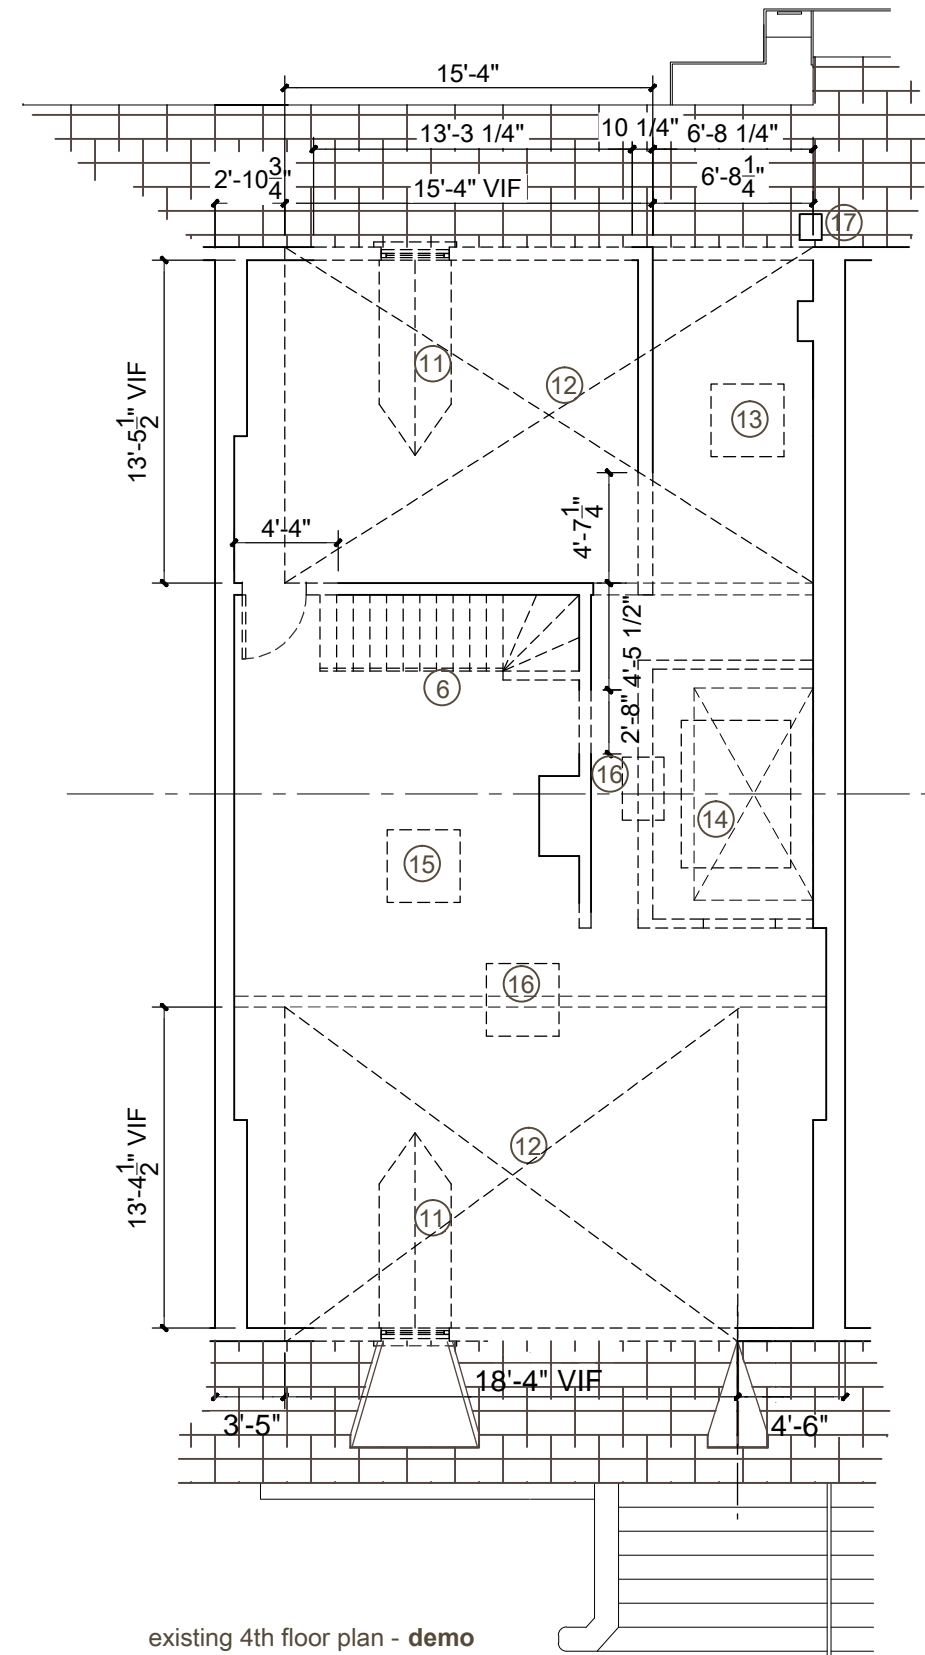 15'-4"
13'-3 1/4" 10 1/4" 6'-8 1/4"
2'-10 3/4" 15'-4" VIF 6'-8 1/4"
17
11
12
13
13'-5 1/2" VIF
4'-7 1/4"
4'-4"
4'-5 1/2"
6
2'-8"
16
14
15
16
12
13'-4 1/2" VIF
11
18'-4" VIF
3'-5" 4'-6"
existing 4th floor plan - demo